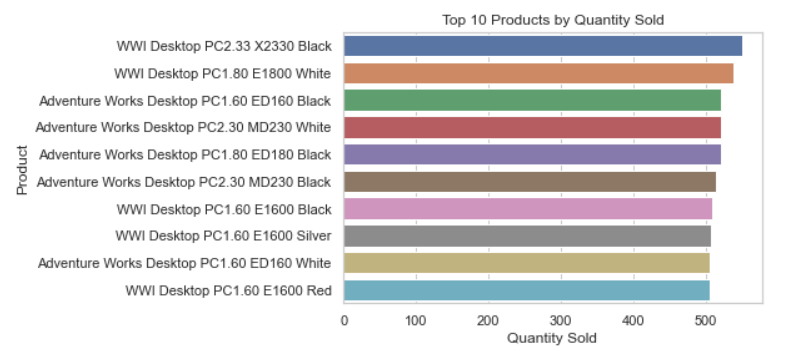 Top 10 Products by Quantity Sold
WWI Desktop PC2.33 X2330 Black
WWI Desktop PC1.80 E1800 White
Adventure Works Desktop PC1.60 ED160 Black
Adventure Works Desktop PC2.30 MD230 White
Adventure Works Desktop PC1.80 ED180 Black
Adventure Works Desktop PC2.30 MD230 Black
WWI Desktop PC1.60 E1600 Black
WWI Desktop PC1.60 E1600 Silver
Adventure Works Desktop PC1.60 ED160 White
WWI Desktop PC1.60 E1600 Red
Product
0 100 200 300 400 500
Quantity Sold